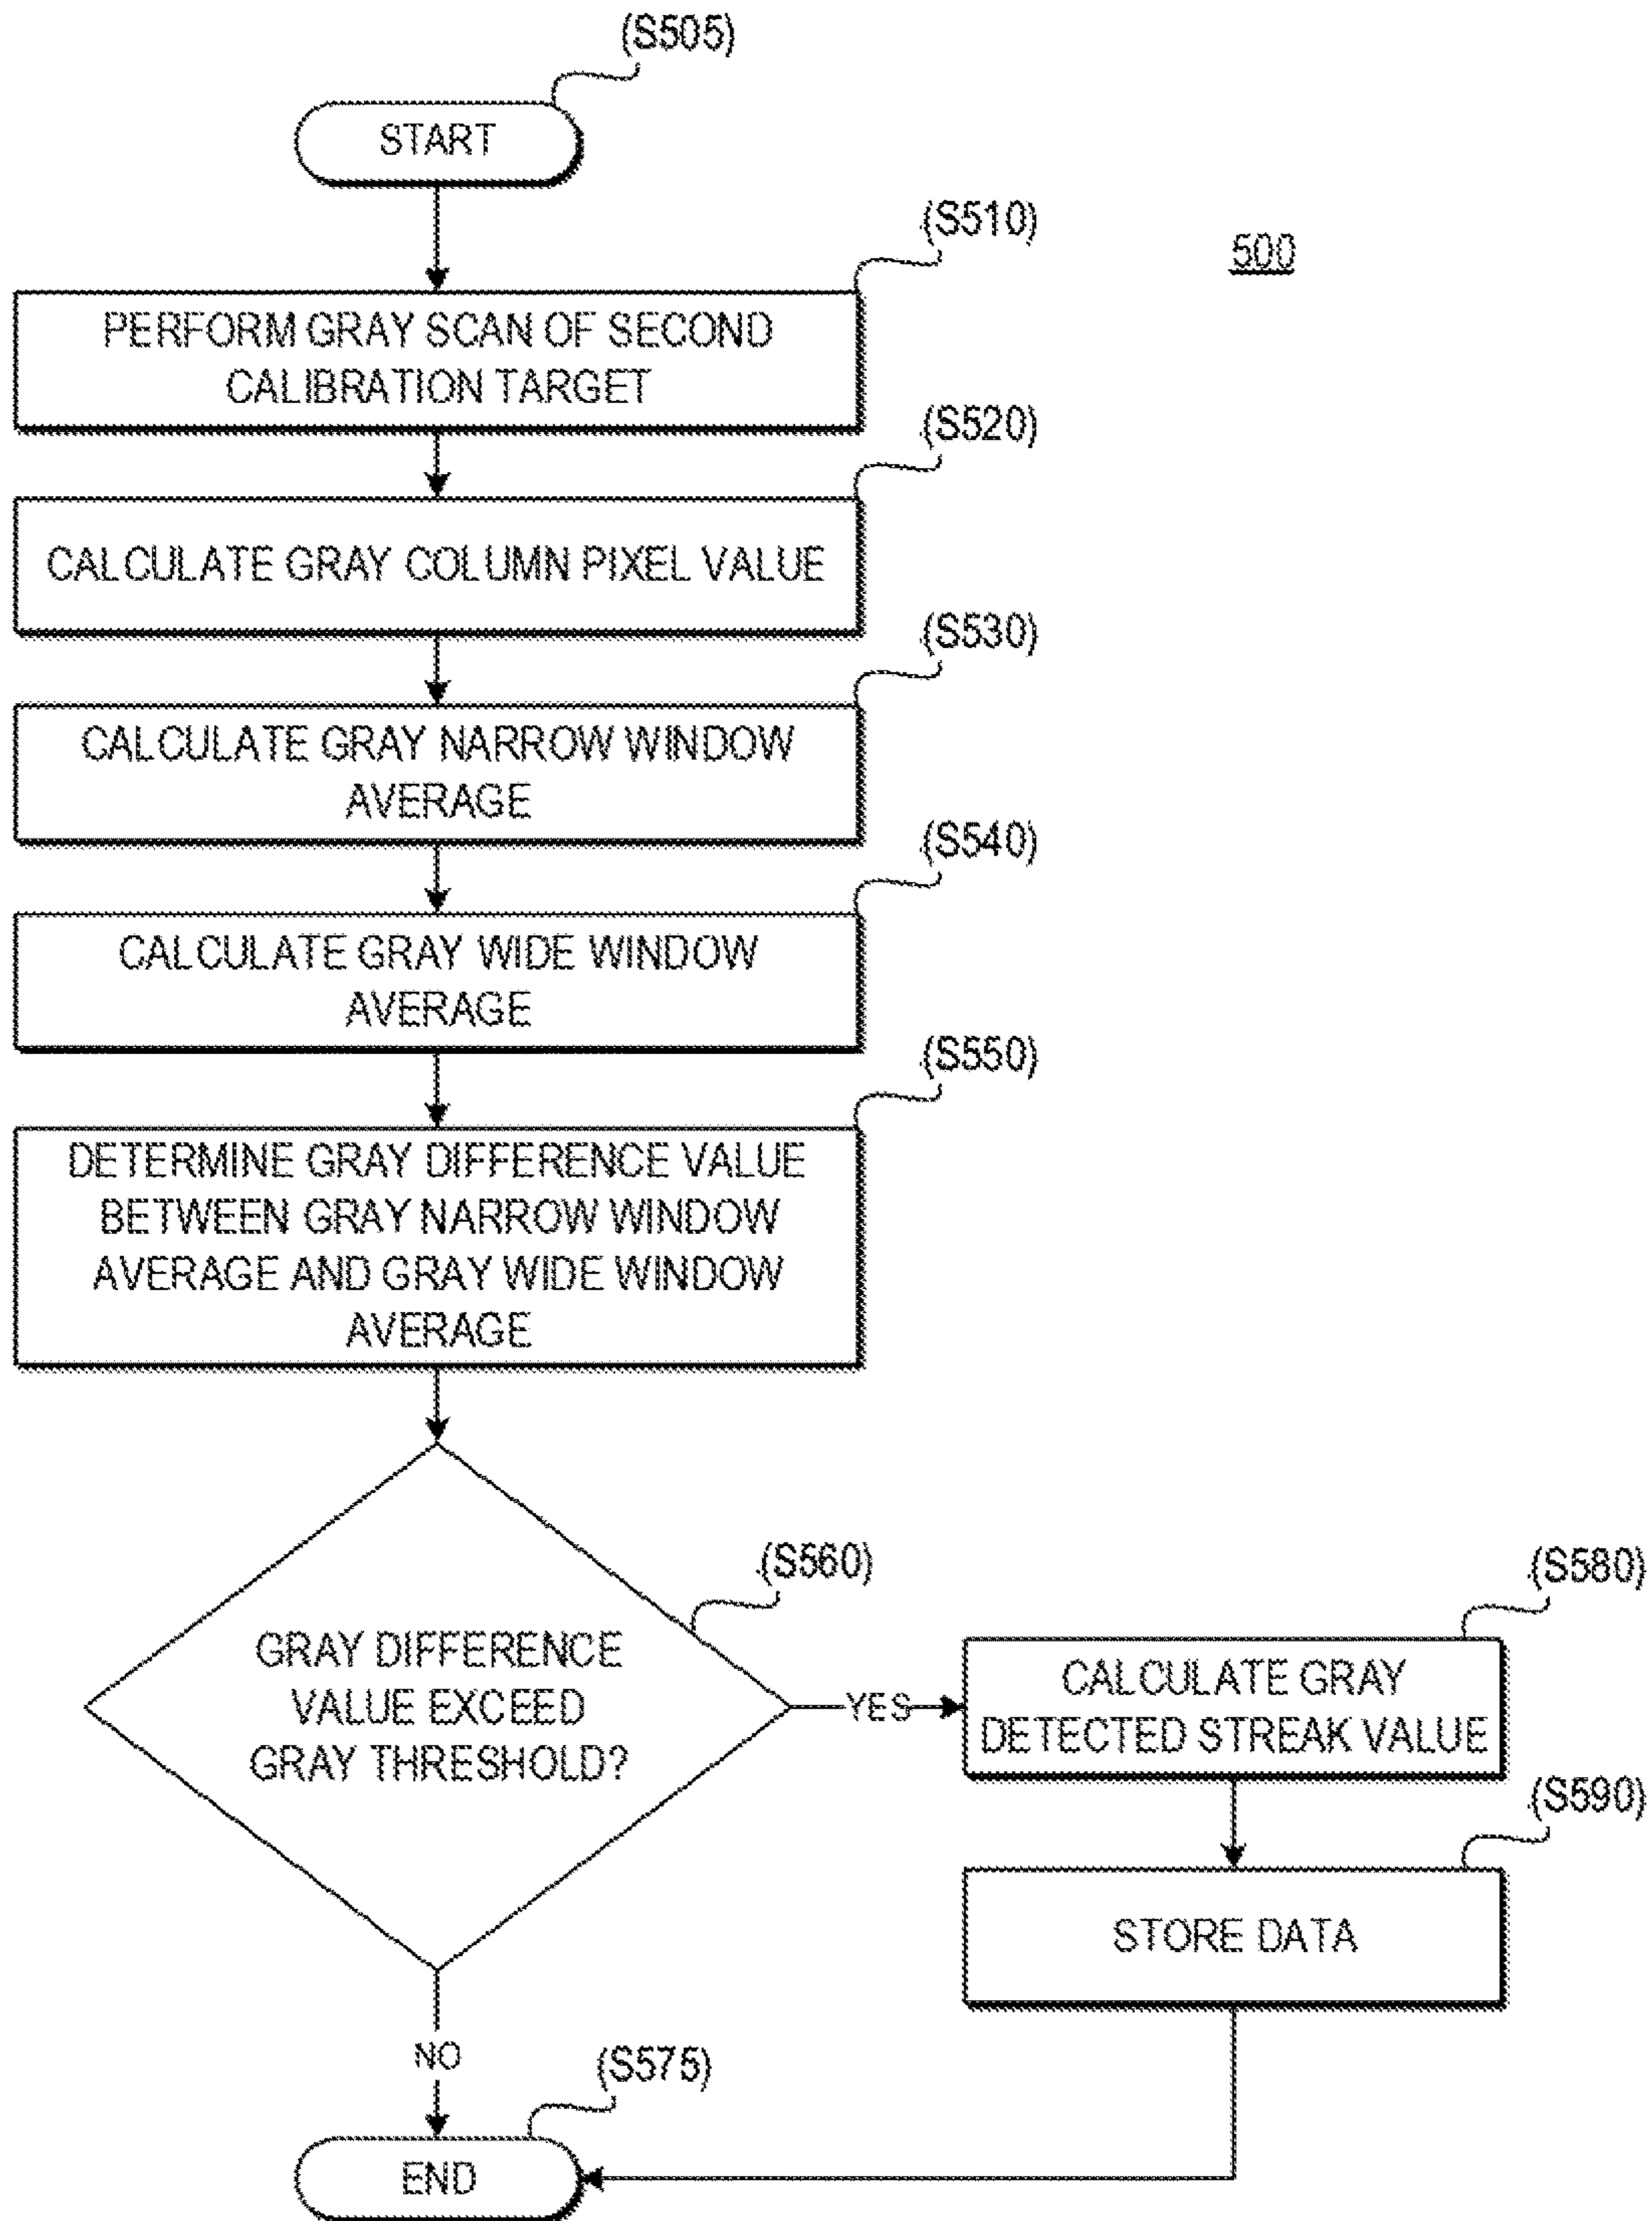 (S505)
START
(S510)
500
PERFORM GRAY SCAN OF SECOND
CALIBRATION TARGET
(S520)
CALCULATE GRAY COLUMN PIXEL VALUE
(S530)
CALCULATE GRAY NARROW WINDOW
AVERAGE
(S540)
CALCULATE GRAY WIDE WINDOW
AVERAGE
(S550)
DETERMINE GRAY DIFFERENCE VALUE
BETWEEN GRAY NARROW WINDOW
AVERAGE AND GRAY WIDE WINDOW
AVERAGE
(S560)
GRAY DIFFERENCE
VALUE EXCEED
GRAY THRESHOLD?
YES
(S580)
CALCULATE GRAY
DETECTED STREAK VALUE
(S590)
STORE DATA
NO
(S575)
END